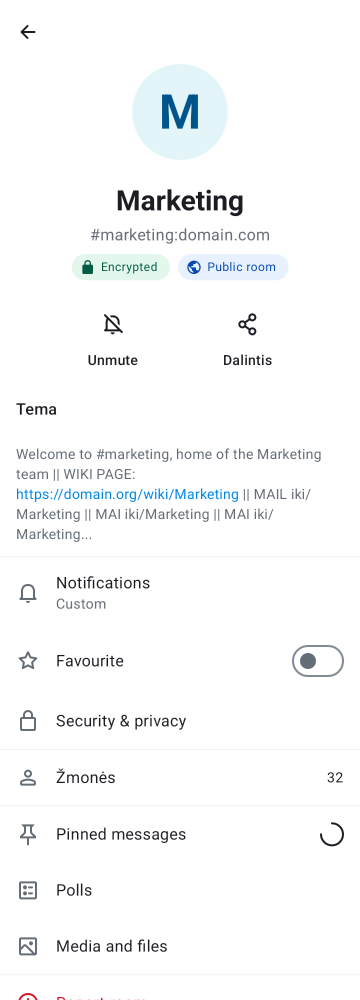 M
Marketing
#marketing:domain.com
Encrypted
Public room
Unmute
Dalintis
Tema
Welcome to #marketing, home of the Marketing
team || WIKI PAGE:
https://domain.org/wiki/Marketing || MAIL iki/
Marketing || MAI iki/Marketing || MAI iki/
Marketing...
Notifications
Custom
Favourite
Security & privacy
Žmonės
32
Pinned messages
Polls
Media and files
Report room